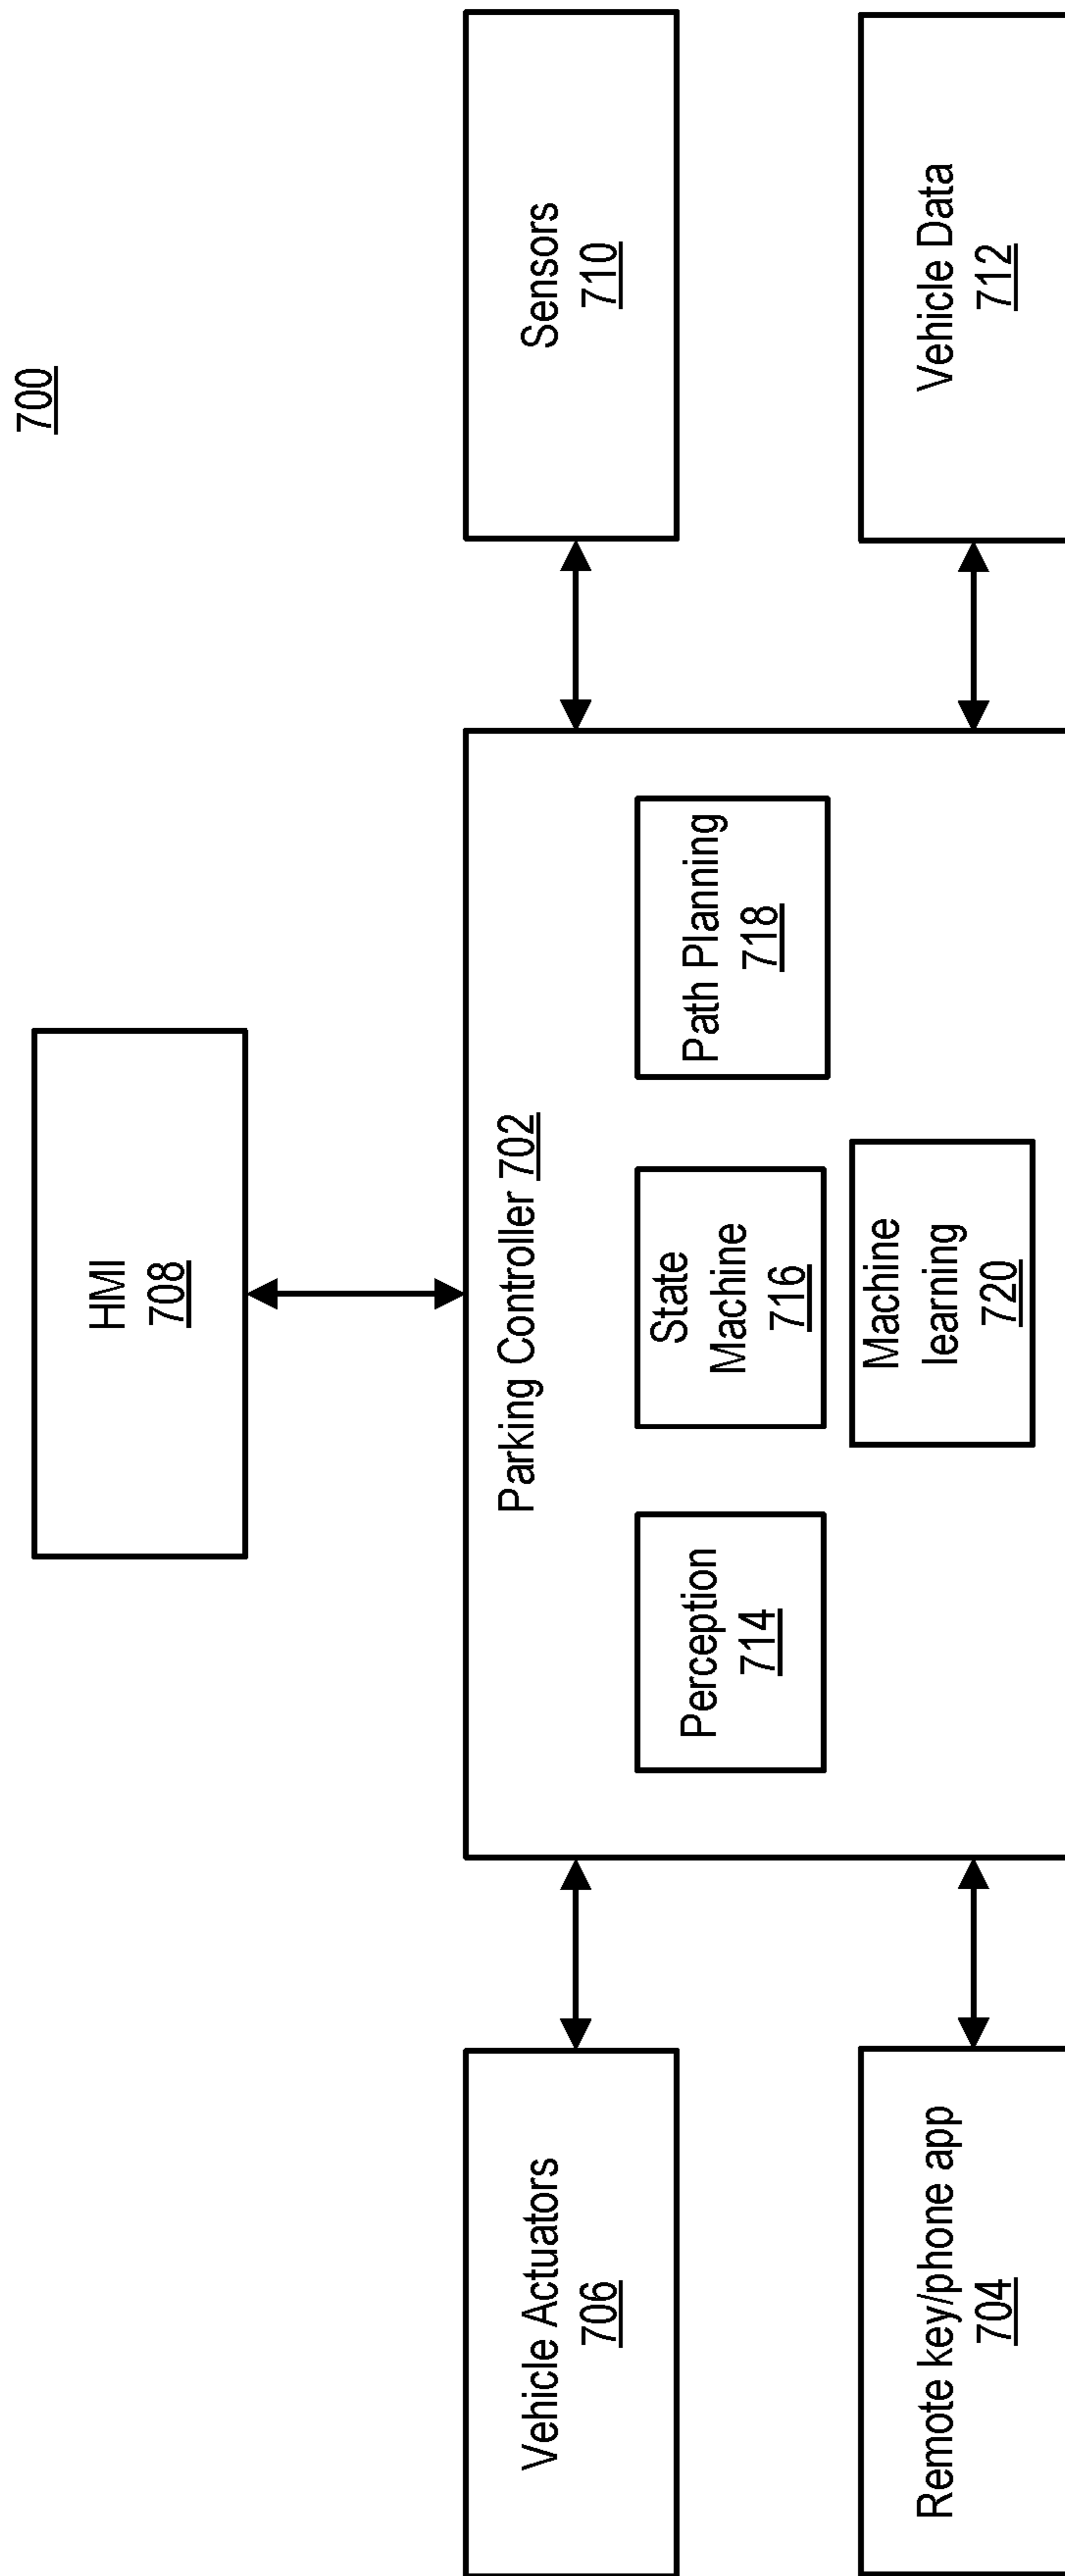 700
HMI
708
Vehicle Actuators
706
Parking Controller 702
Sensors
710
Perception
714
State
Machine
716
Path Planning
718
Machine
learning
720
Remote key/phone app
704
Vehicle Data
712